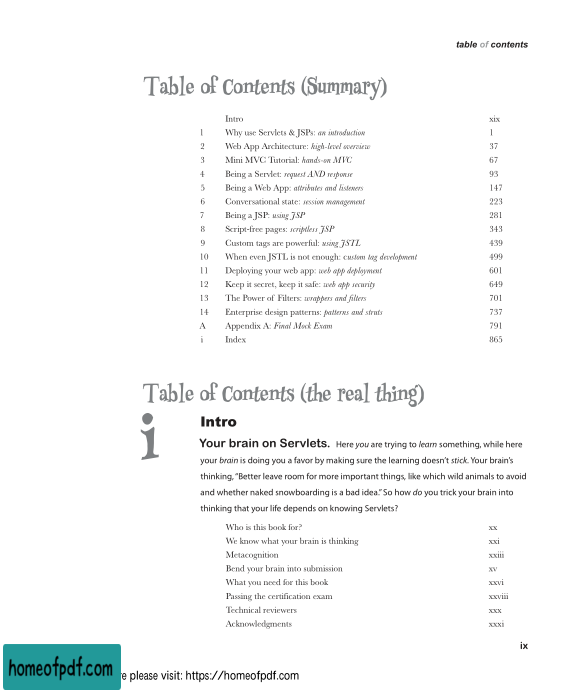 table of contents
Table of Contents (Summary)
Intro xix
1 Why use Servlets & JSPs: an introduction 1
2 Web App Architecture: high-level overview 37
3 Mini MVC Tutorial: hands-on MVC 67
4 Being a Servlet: request AND response 93
5 Being a Web App: attributes and listeners 147
6 Conversational state: session management 223
7 Being a JSP: using JSP 281
8 Script-free pages: scriptless JSP 343
9 Custom tags are powerful: using JSTL 439
10 When even JSTL is not enough: custom tag development 499
11 Deploying your web app: web app deployment 601
12 Keep it secret, keep it safe: web app security 649
13 The Power of Filters: wrappers and filters 701
14 Enterprise design patterns: patterns and struts 737
A Appendix A: Final Mock Exam 791
i Index 865
Table of Contents (the real thing)
i
Intro
Your brain on Servlets. Here you are trying to learn something, while here
your brain is doing you a favor by making sure the learning doesn't stick. Your brain's
thinking, "Better leave room for more important things, like which wild animals to avoid
and whether naked snowboarding is a bad idea." So how do you trick your brain into
thinking that your life depends on knowing Servlets?
Who is this book for? xx
We know what your brain is thinking xxi
Metacognition xxiii
Bend your brain into submission xv
What you need for this book xxvi
Passing the certification exam xxviii
Technical reviewers xxx
Acknowledgments xxxi
ix
homeofpdf.com
please visit: https://homeofpdf.com